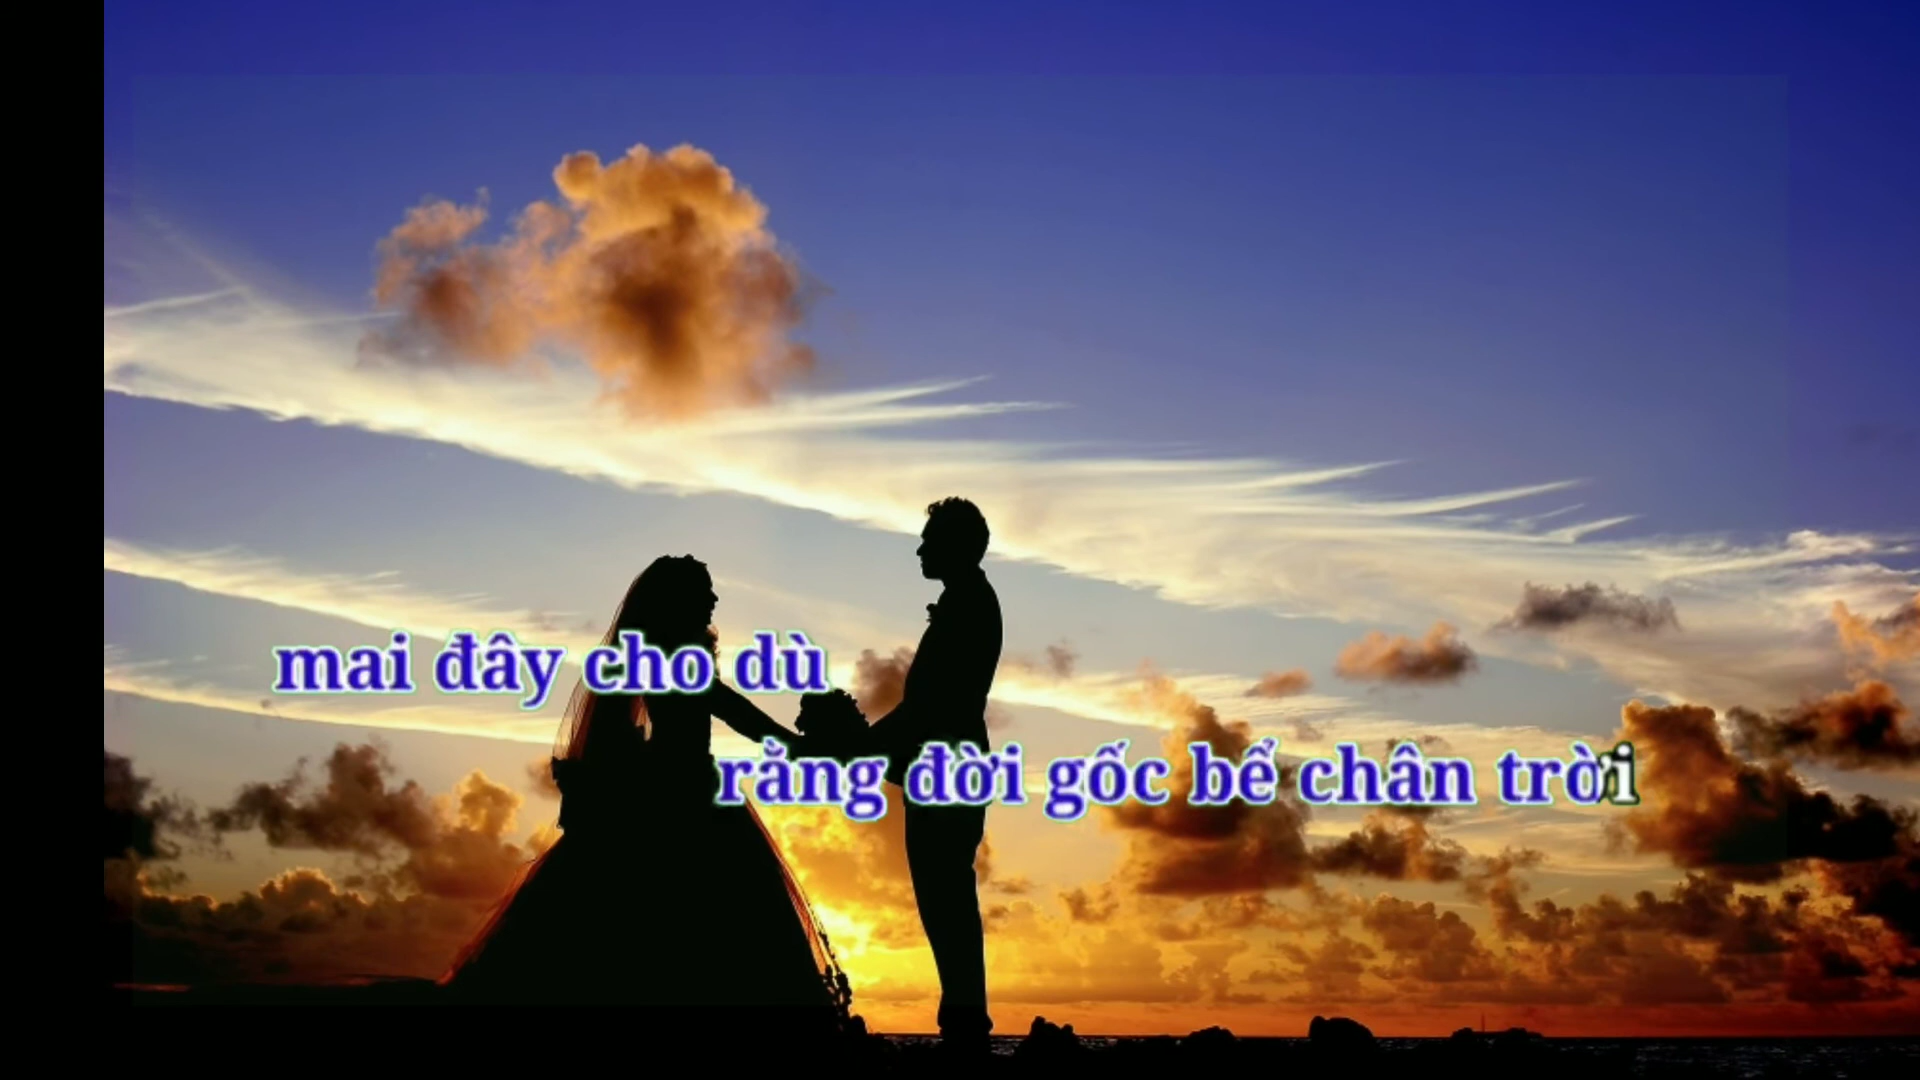 mai đây cho dù
rằng đời gốc bể chân trời